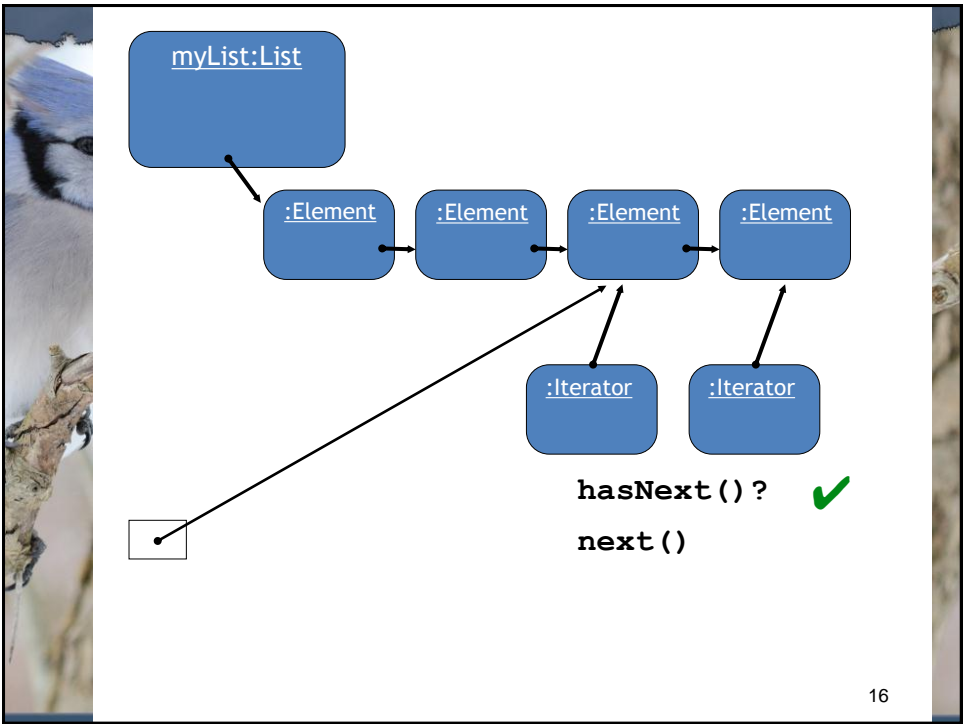 myList:List
:Element :Element :Element :Element
:Iterator :Iterator
hasNext()? ✔
next()
16